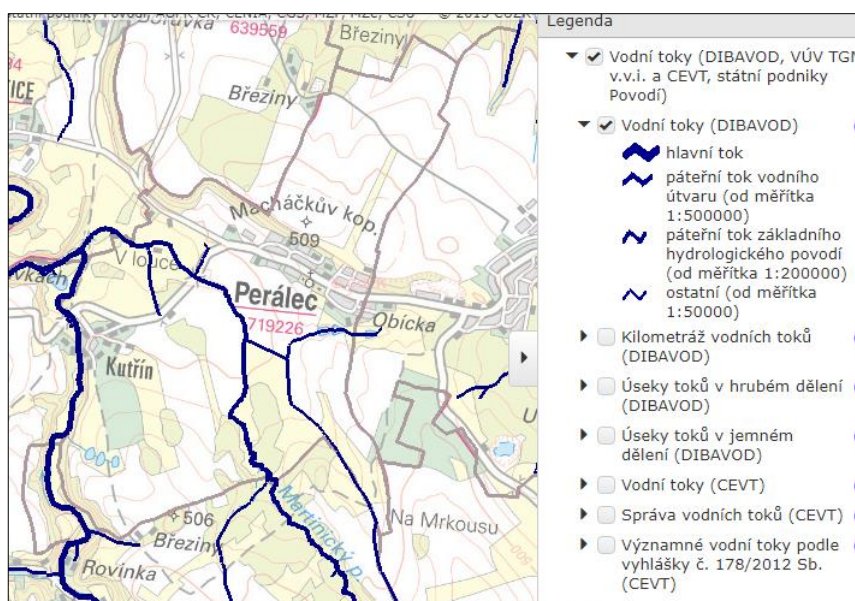 © 2019 ČÚZK
Legenda
639559
Březiny
Březiny
Macháčkův kop.
509
V louce
Perálec
719226
Obícka
Kutřín
506
Březiny
Martinický p.
Na Mrkousu
Rovinka
Vodní toky (DIBAVOD, VÚV TGM
v.v.i. a CEVT, státní podniky
Povodí)
Vodní toky (DIBAVOD)
hlavní tok
páteřní tok vodního
útvaru (od měřítka
1:500000)
páteřní tok základního
hydrologického povodí
(od měřítka 1:200000)
ostatní (od měřítka
1:50000)
Kilometráž vodních toků
(DIBAVOD)
Úseky toků v hrubém dělení
(DIBAVOD)
Úseky toků v jemném
dělení (DIBAVOD)
Vodní toky (CEVT)
Správa vodních toků (CEVT)
Významné vodní toky podle
vyhlášky č. 178/2012 Sb.
(CEVT)